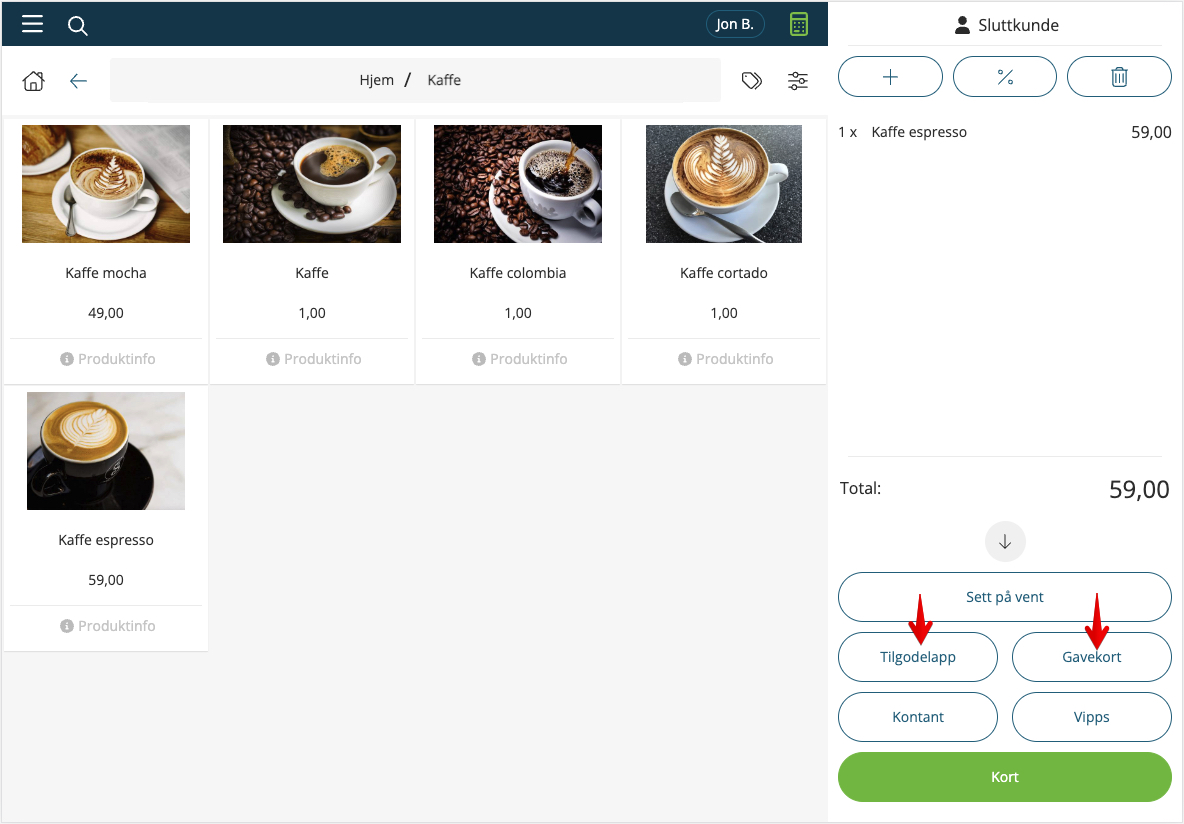 Jon B.
Sluttkunde
Hjem / Kaffe
1 x Kaffe espresso 59,00
Kaffe mocha
49,00
Produktinfo
Kaffe
1,00
Produktinfo
Kaffe colombia
1,00
Produktinfo
Kaffe cortado
1,00
Produktinfo
Kaffe espresso
59,00
Produktinfo
Total: 59,00
Sett på vent
Tilgodelapp
Gavekort
Kontant
Vipps
Kort